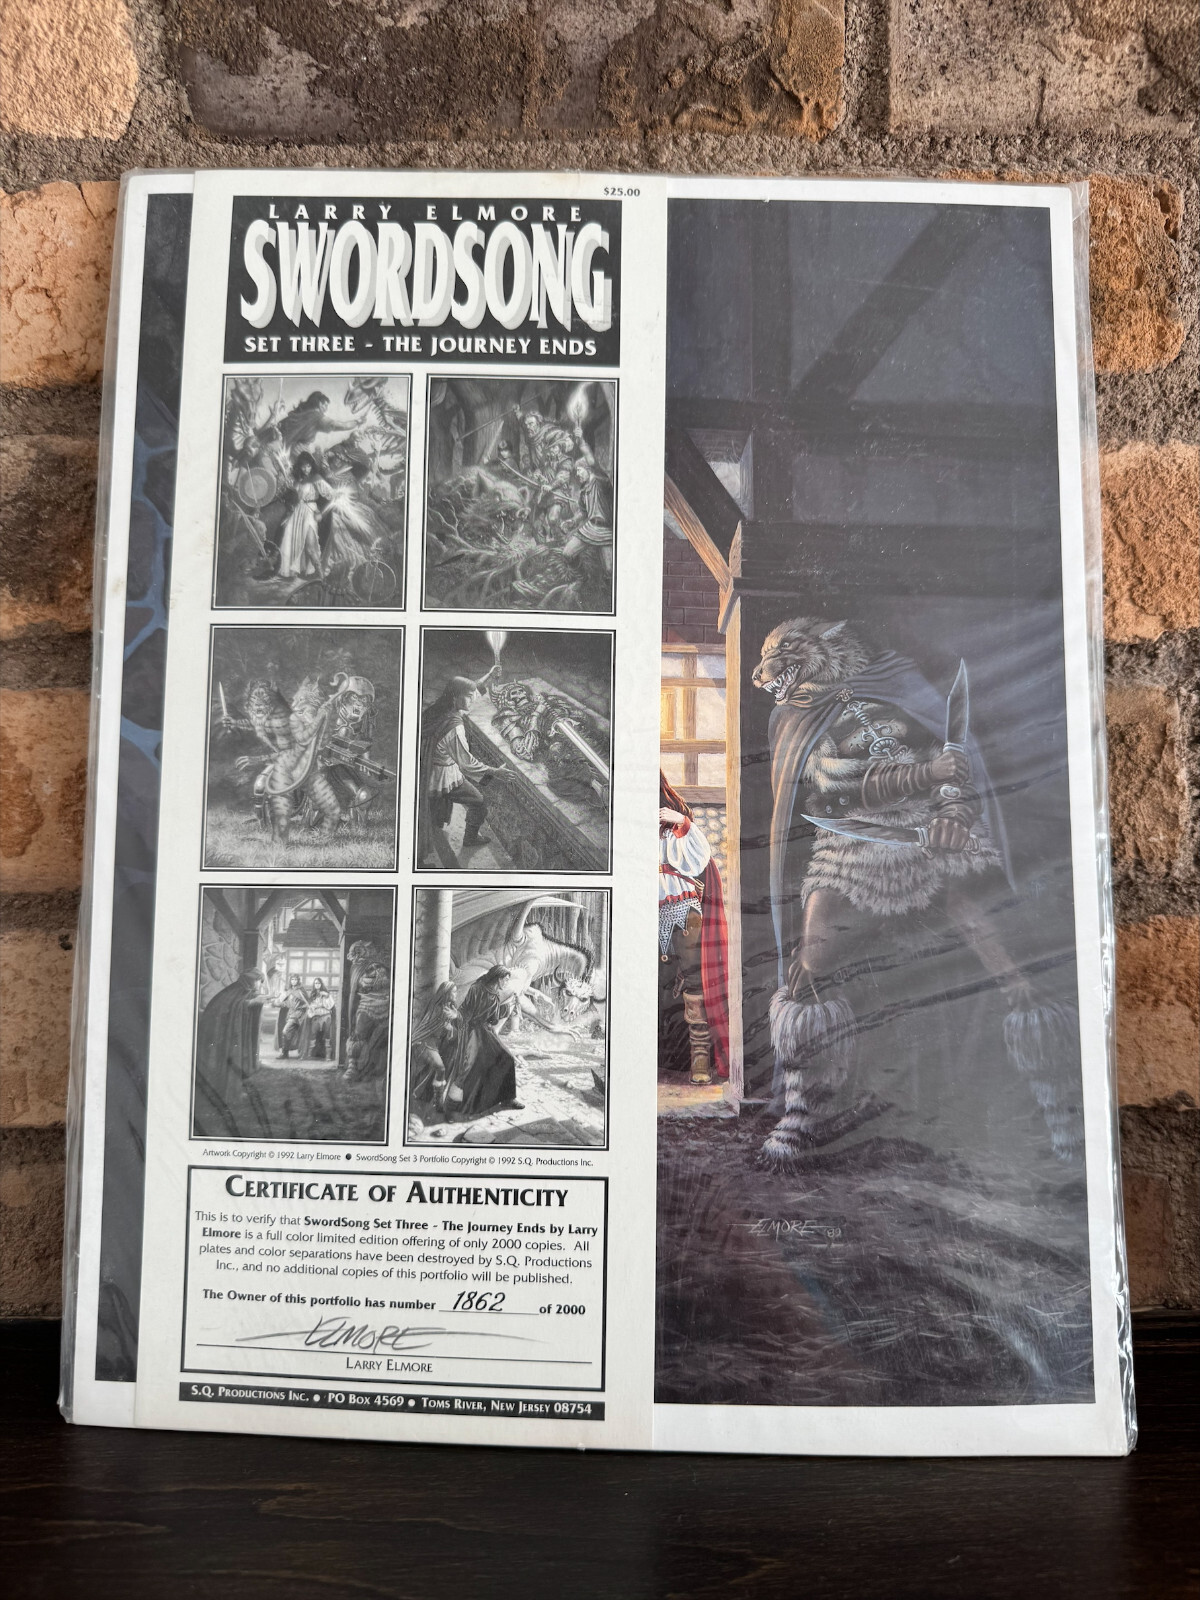 $25.00
LARRY ELMORE
SWORDSONG
SET THREE - THE JOURNEY ENDS
Artwork Copyright © 1992 Larry Elmore ● SwordSong Set 3 Portfolio Copyright © 1992 S.Q. Productions Inc.
CERTIFICATE OF AUTHENTICITY
This is to verify that SwordSong Set Three - The Journey Ends by Larry
Elmore is a full color limited edition offering of only 2000 copies. All
plates and color separations have been destroyed by S.Q. Productions
Inc., and no additional copies of this portfolio will be published.
The Owner of this portfolio has number 1862 of 2000
ELMORE
LARRY ELMORE
S.Q. PRODUCTIONS INC. ● PO BOX 4569 ● TOMS RIVER, NEW JERSEY 08754
ELMORE '89